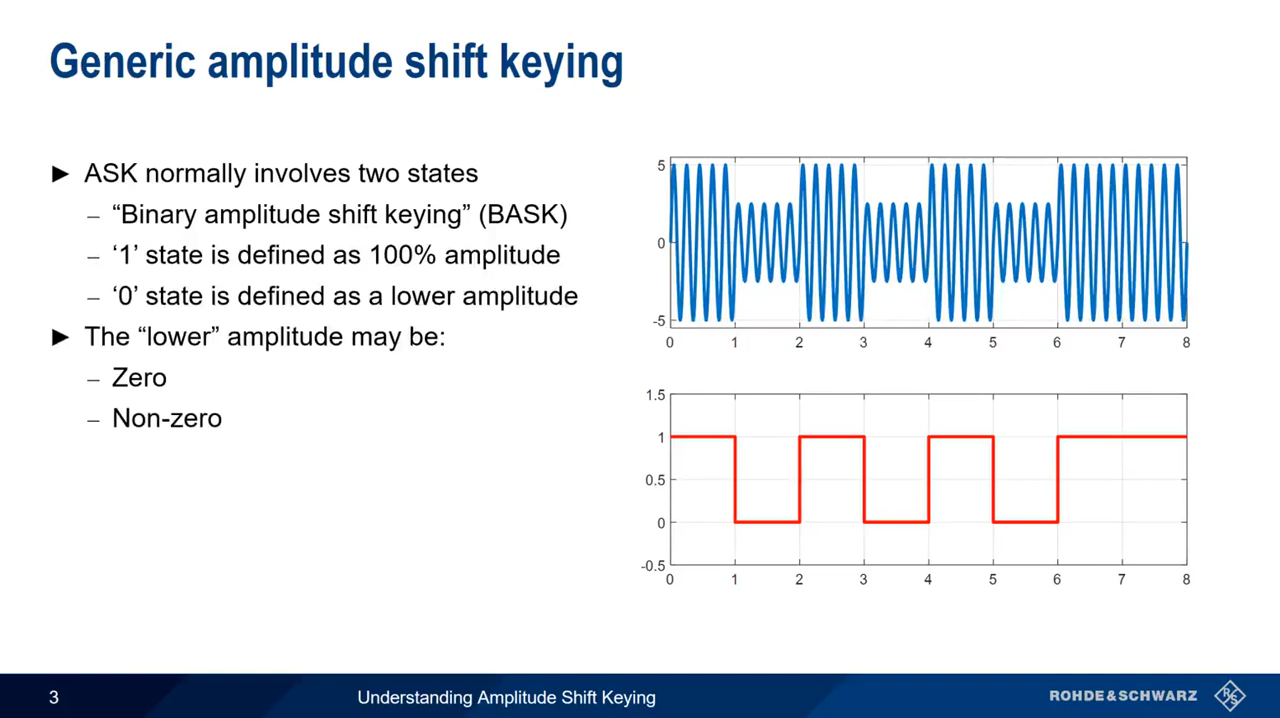 Generic amplitude shift keying
► ASK normally involves two states
– “Binary amplitude shift keying” (BASK)
– ‘1’ state is defined as 100% amplitude
– ‘0’ state is defined as a lower amplitude
► The “lower” amplitude may be:
– Zero
– Non-zero
5
0
-5
0 1 2 3 4 5 6 7 8
1.5
1
0.5
0
-0.5
0 1 2 3 4 5 6 7 8
3
Understanding Amplitude Shift Keying
ROHDE&SCHWARZ
R S